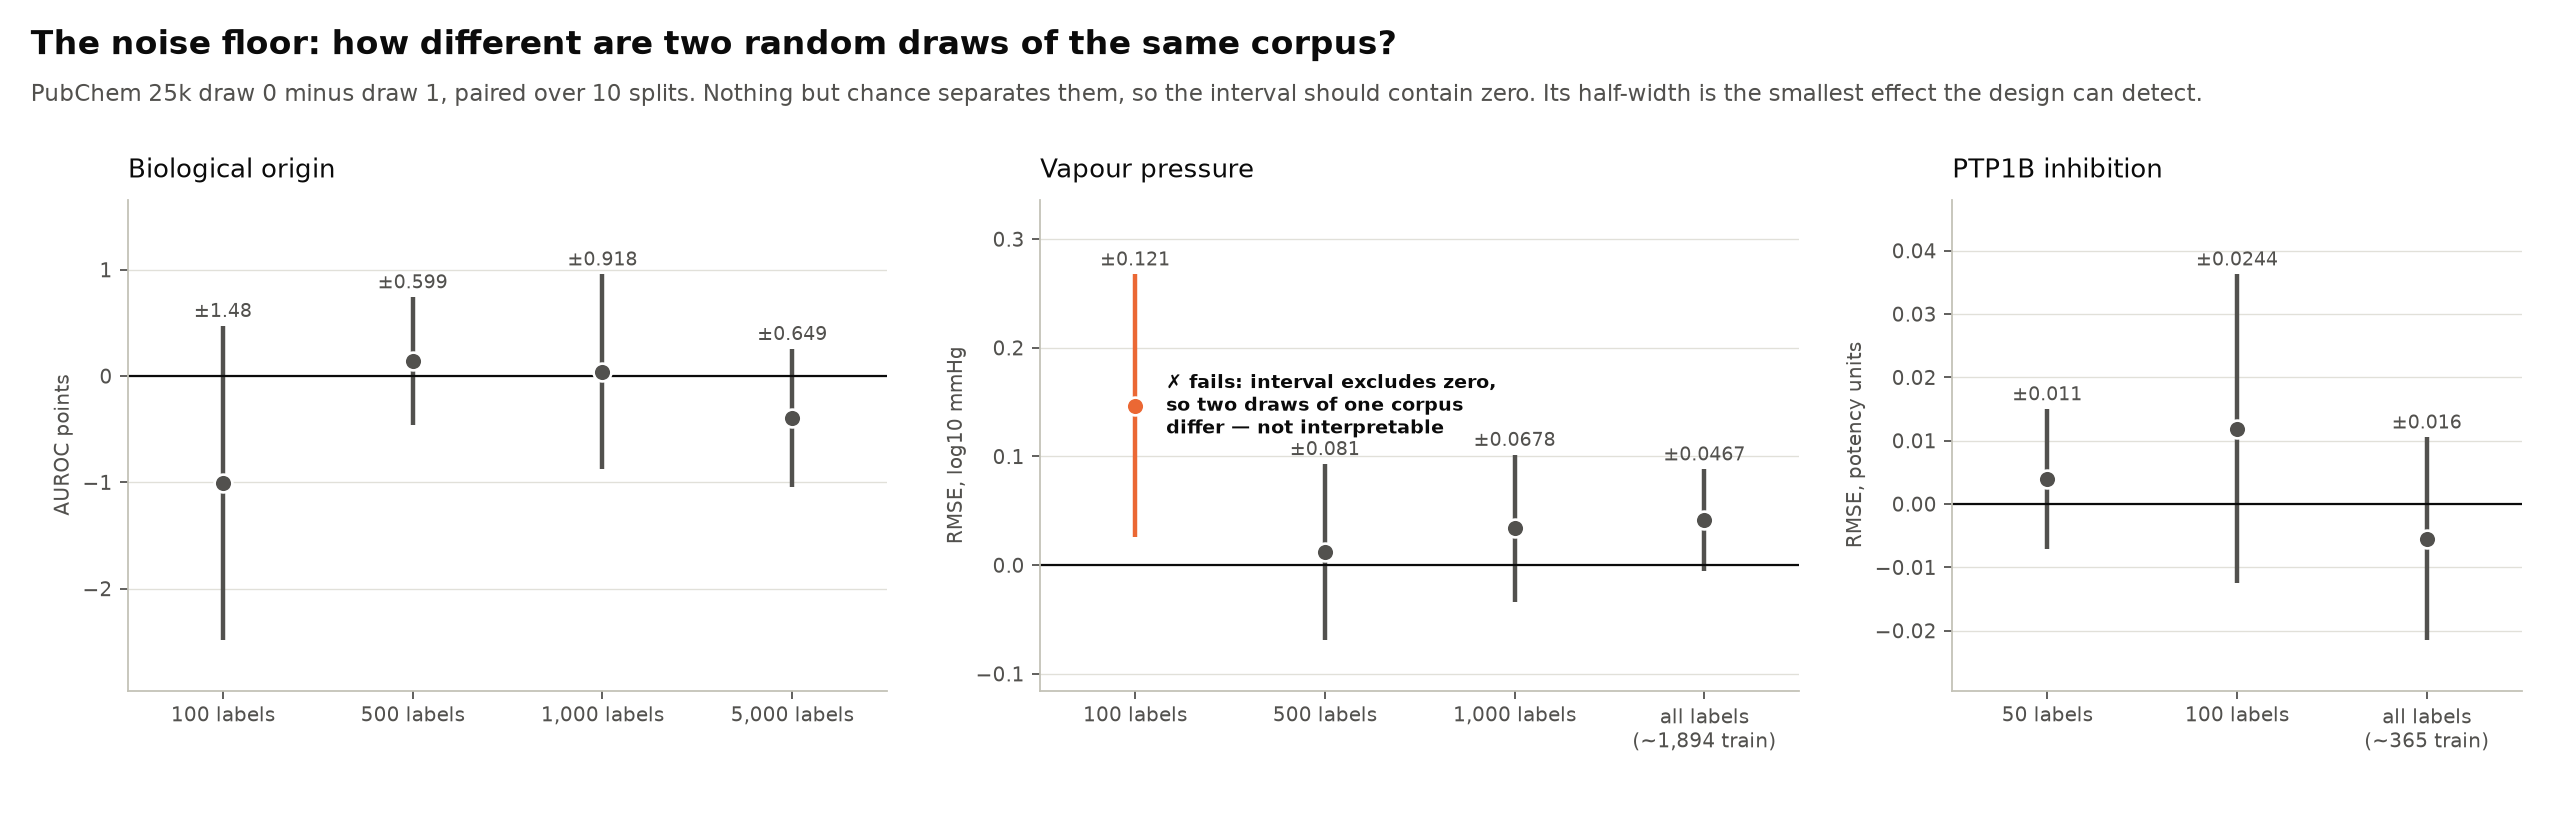 The noise floor: how different are two random draws of the same corpus?
PubChem 25k draw 0 minus draw 1, paired over 10 splits. Nothing but chance separates them, so the interval should contain zero. Its half-width is the smallest effect the design can detect.
Biological origin
AUROC points
1
0
−1
−2
±1.48
±0.599
±0.918
±0.649
100 labels
500 labels
1,000 labels
5,000 labels
Vapour pressure
RMSE, log10 mmHg
0.3
0.2
0.1
0.0
−0.1
±0.121
✗ fails: interval excludes zero,
so two draws of one corpus
differ — not interpretable
±0.081
±0.0678
±0.0467
100 labels
500 labels
1,000 labels
all labels
(~1,894 train)
PTP1B inhibition
RMSE, potency units
0.04
0.03
0.02
0.01
0.00
−0.01
−0.02
±0.011
±0.0244
±0.016
50 labels
100 labels
all labels
(~365 train)